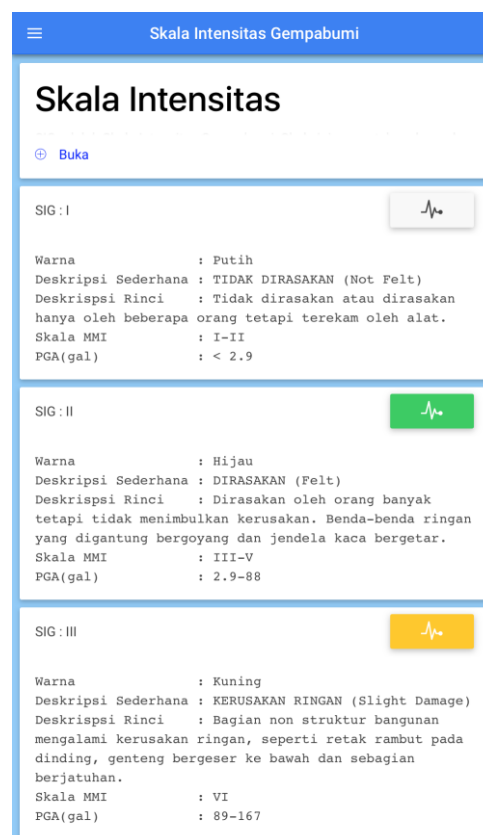 Skala Intensitas Gempabumi
Skala Intensitas
Buka
SIG : I
Warna : Putih
Deskripsi Sederhana : TIDAK DIRASAKAN (Not Felt)
Deskrispsi Rinci : Tidak dirasakan atau dirasakan
hanya oleh beberapa orang tetapi terekam oleh alat.
Skala MMI : I-II
PGA(gal) : < 2.9
SIG : II
Warna : Hijau
Deskripsi Sederhana : DIRASAKAN (Felt)
Deskrispsi Rinci : Dirasakan oleh orang banyak
tetapi tidak menimbulkan kerusakan. Benda-benda ringan
yang digantung bergoyang dan jendela kaca bergetar.
Skala MMI : III-V
PGA(gal) : 2.9-88
SIG : III
Warna : Kuning
Deskripsi Sederhana : KERUSAKAN RINGAN (Slight Damage)
Deskrispsi Rinci : Bagian non struktur bangunan
mengalami kerusakan ringan, seperti retak rambut pada
dinding, genteng bergeser ke bawah dan sebagian
berjatuhan.
Skala MMI : VI
PGA(gal) : 89-167